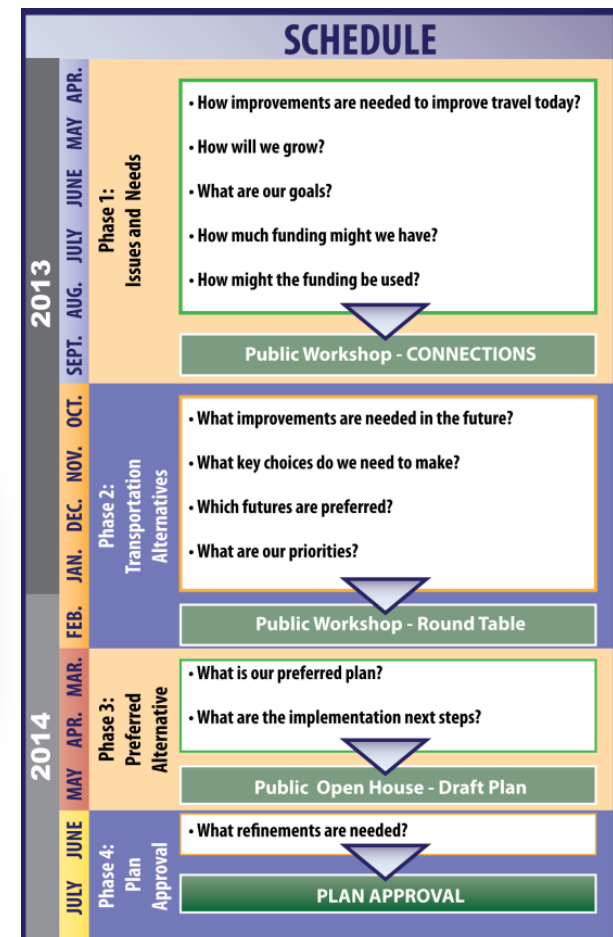 SCHEDULE
2013
APR.
MAY
JUNE
JULY
AUG.
SEPT.
Phase 1:
Issues and Needs
• How improvements are needed to improve travel today?
• How will we grow?
• What are our goals?
• How much funding might we have?
• How might the funding be used?
Public Workshop - CONNECTIONS
OCT.
NOV.
DEC.
JAN.
FEB.
Phase 2:
Transportation
Alternatives
• What improvements are needed in the future?
• What key choices do we need to make?
• Which futures are preferred?
• What are our priorities?
Public Workshop - Round Table
2014
MAR.
APR.
MAY
Phase 3:
Preferred
Alternative
• What is our preferred plan?
• What are the implementation next steps?
Public Open House - Draft Plan
JUNE
JULY
Phase 4:
Plan
Approval
• What refinements are needed?
PLAN APPROVAL